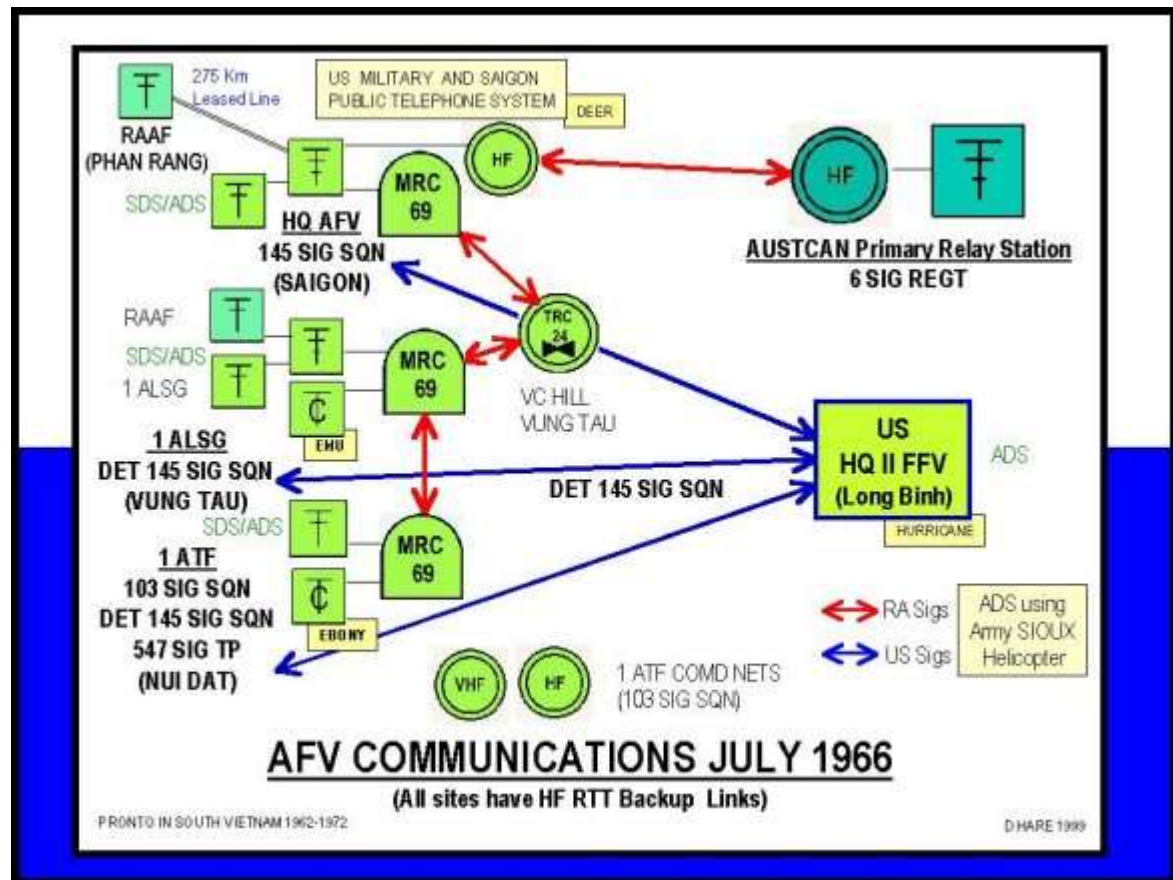 275 Km
Leased Line
US MILITARY AND SAIGON
PUBLIC TELEPHONE SYSTEM
DEER
RAAF
(PHAN RANG)
HF
HF
MRC
69
SDS/ADS
HQ AFV
145 SIG SQN
(SAIGON)
AUSTCAN Primary Relay Station
6 SIG REGT
RAAF
SDS/ADS
1 ALSG
MRC
69
TRC
24
VC HILL
VUNG TAU
EMU
1 ALSG
DET 145 SIG SQN
(VUNG TAU)
DET 145 SIG SQN
US
HQ II FFV
(Long Binh)
ADS
HURRICANE
SDS/ADS
1 ATF
103 SIG SQN
DET 145 SIG SQN
547 SIG TP
(NUI DAT)
MRC
69
EBONY
RA Sigs
US Sigs
ADS using
Army SIOUX
Helicopter
VHF
HF
1 ATF COMD NETS
(103 SIG SQN)
AFV COMMUNICATIONS JULY 1966
(All sites have HF RTT Backup Links)
PRONTO IN SOUTH VIETNAM 1962-1972
D HARE 1999